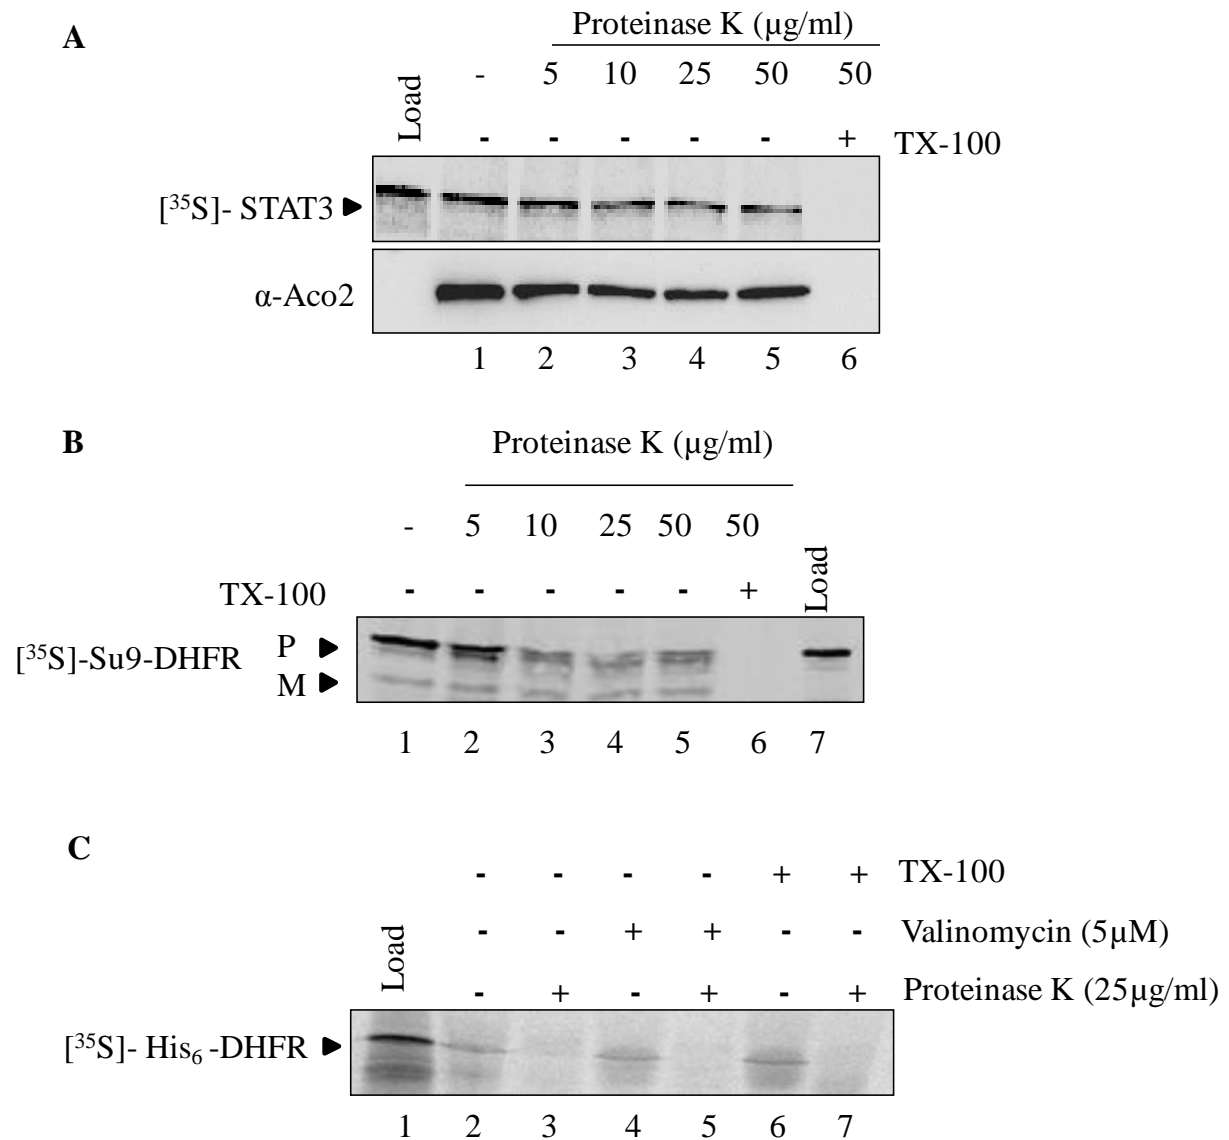 A
Proteinase K (µg/ml)
Load - 5 10 25 50 50
- - - - - + TX-100
[³⁵S]- STAT3
α-Aco2
1 2 3 4 5 6
B
Proteinase K (µg/ml)
- 5 10 25 50 50
Load
TX-100 - - - - - +
[³⁵S]-Su9-DHFR
P
M
1 2 3 4 5 6 7
C
- - - - + + TX-100
Load
- - + + - - Valinomycin (5µM)
- + - + - + Proteinase K (25µg/ml)
[³⁵S]- His₆ -DHFR
1 2 3 4 5 6 7